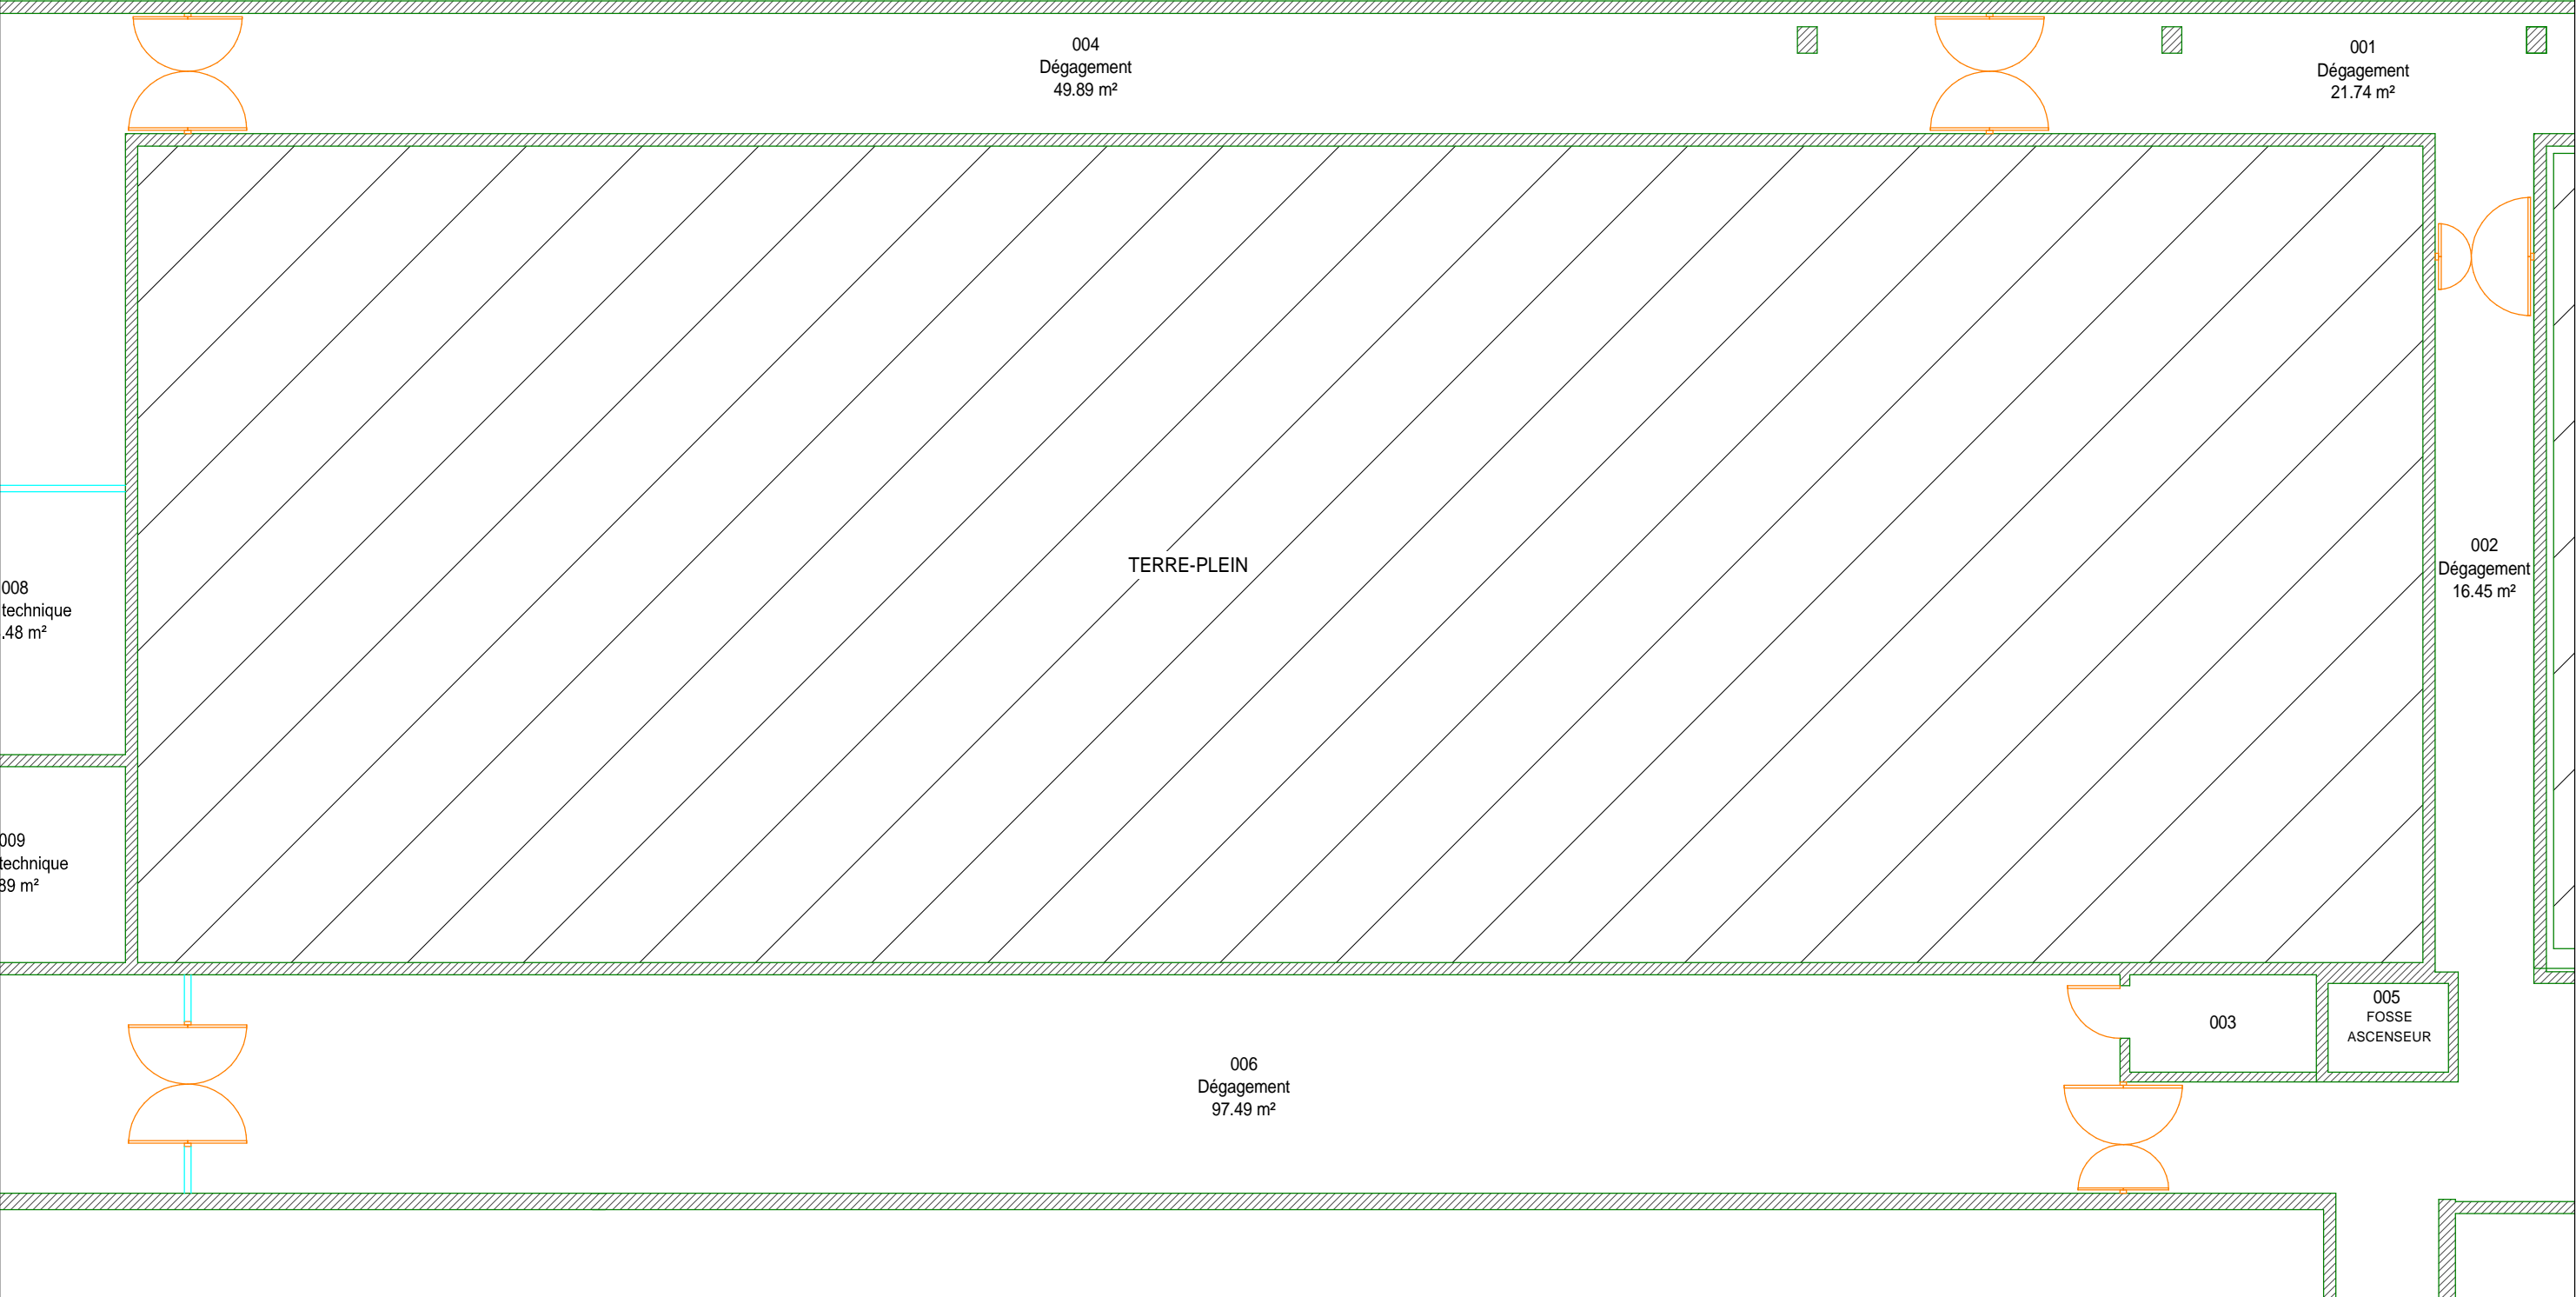 004
Dégagement
49.89 m²
001
Dégagement
21.74 m²
TERRE-PLEIN
002
Dégagement
16.45 m²
008
technique
.48 m²
009
technique
89 m²
003
005
FOSSE
ASCENSEUR
006
Dégagement
97.49 m²